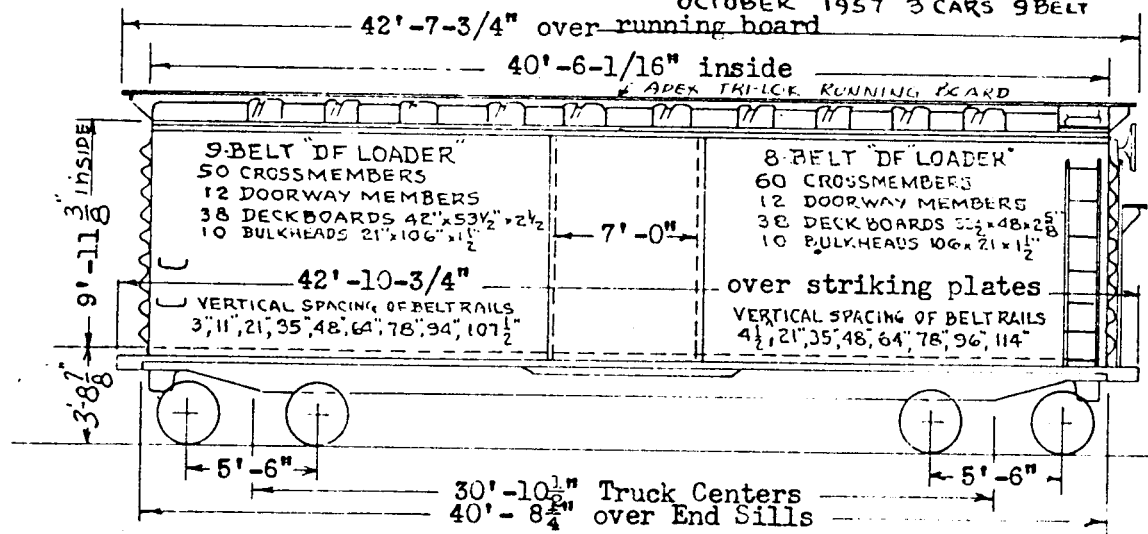 OCTOBER 1957 3 CARS 9 BELT
42'-7-3/4" over running board
40'-6-1/16" inside
APEX TRI-LOK RUNNING BOARD
9-BELT "DF LOADER"
50 CROSSMEMBERS
12 DOORWAY MEMBERS
38 DECKBOARDS 42"x53½"x2½
10 BULKHEADS 21"x106"x1½"
8-BELT "DF" LOADER"
60 CROSSMEMBERS
12 DOORWAY MEMBERS
38 DECK BOARDS x48x2⅝"
10 BULKHEADS 106x21x1½"
9'-11⅜" INSIDE
7'-0"
42'-10-3/4" over striking plates
VERTICAL SPACING OF BELT RAILS
3",11",21",35",48",64",78",94",107½"
VERTICAL SPACING OF BELT RAILS
4½,21",35",48",64",78",96",114"
3'-8⅞"
5'-6"
5'-6"
30'-10½" Truck Centers
40'-8¼" over End Sills